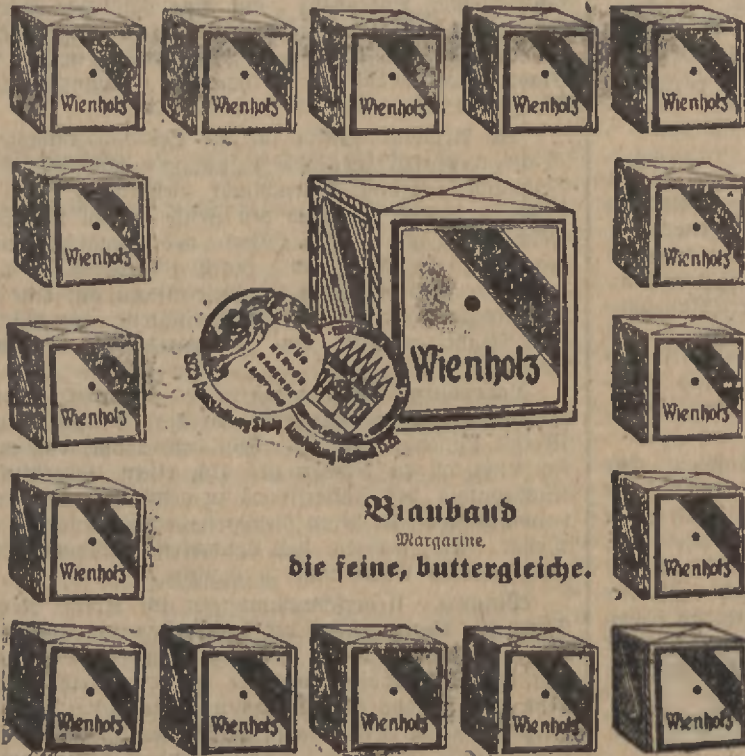 Wienholz Wienholz Wienholz Wienholz Wienholz
Wienholz Wienholz
Wienholz
Wienholz Wienholz
FÜR
Blauband
Margarine,
die feine, buttergleiche.
Wienholz Wienholz
Wienholz Wienholz Wienholz Wienholz